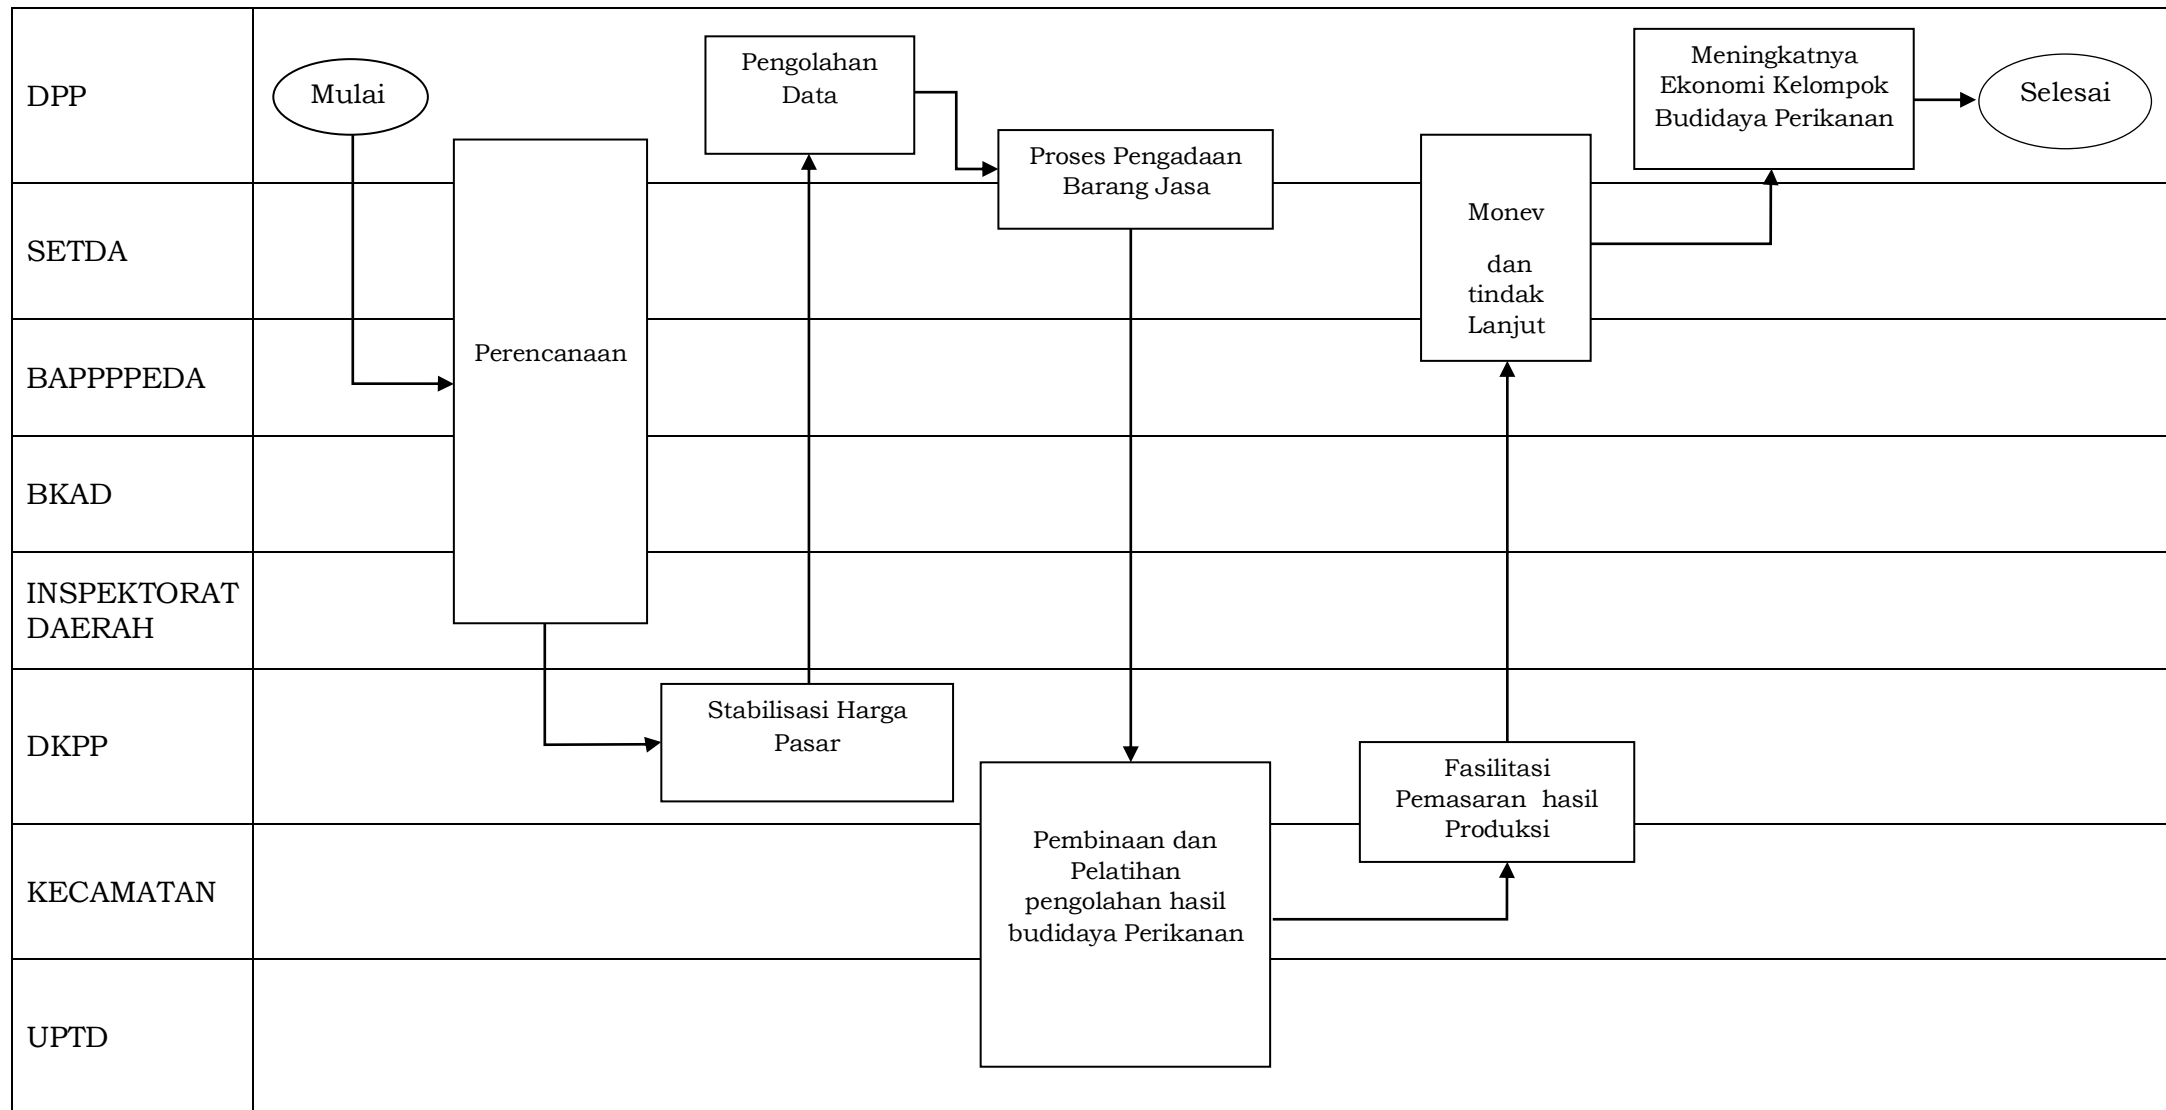 DPP
Mulai
Pengolahan
Data
Proses Pengadaan
Barang Jasa
Meningkatnya
Ekonomi Kelompok
Budidaya Perikanan
Selesai
SETDA
Monev
dan
tindak
Lanjut
BAPPPPEDA
Perencanaan
BKAD
INSPEKTORAT
DAERAH
DKPP
Stabilisasi Harga
Pasar
Fasilitasi
Pemasaran hasil
Produksi
KECAMATAN
Pembinaan dan
Pelatihan
pengolahan hasil
budidaya Perikanan
UPTD